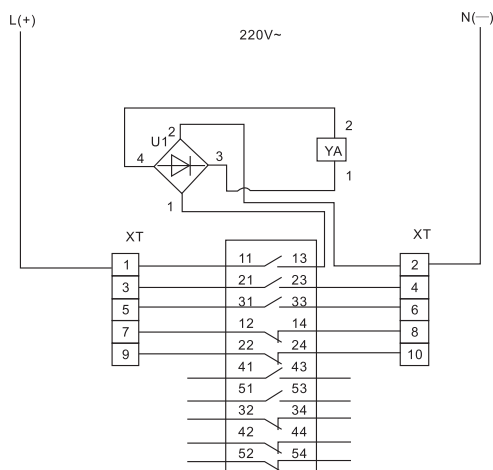 L(+) 220V~ N(—)
2
U1 2
4 3 YA
1 1
XT XT
1 11 13 2
3 21 23 4
5 31 33 6
7 12 14 8
9 22 24 10
41 43
51 53
32 34
42 44
52 54